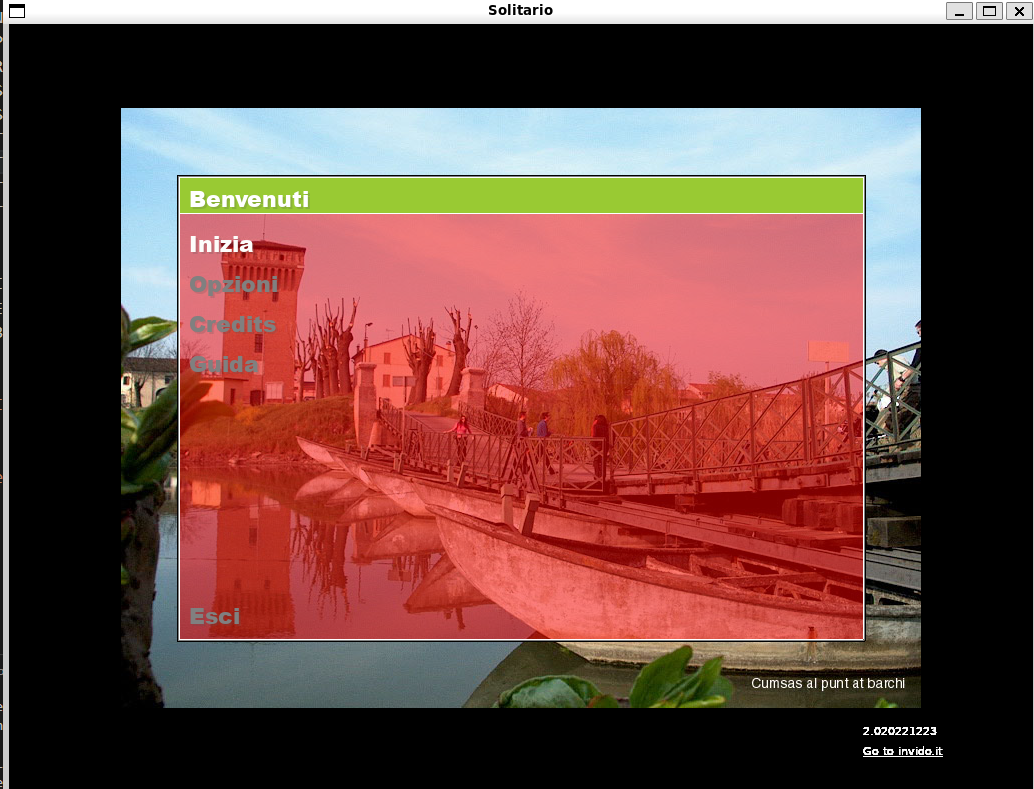 Solitario
Benvenuti
Inizia
Opzioni
Credits
Guida
Esci
Cumsas al punt at barchi
2.020221223
Go to invido.it